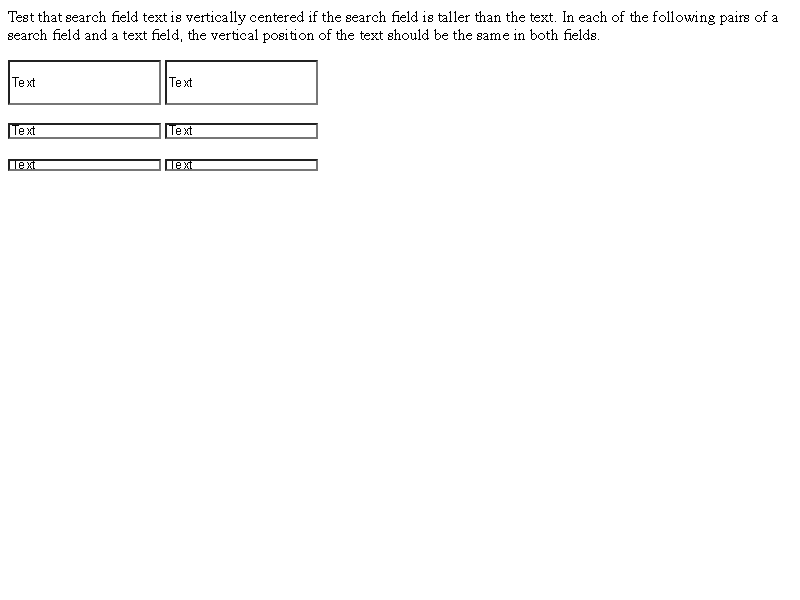 Test that search field text is vertically centered if the search field is taller than the text. In each of the following pairs of a
search field and a text field, the vertical position of the text should be the same in both fields.
Text Text
Text Text
Text Text